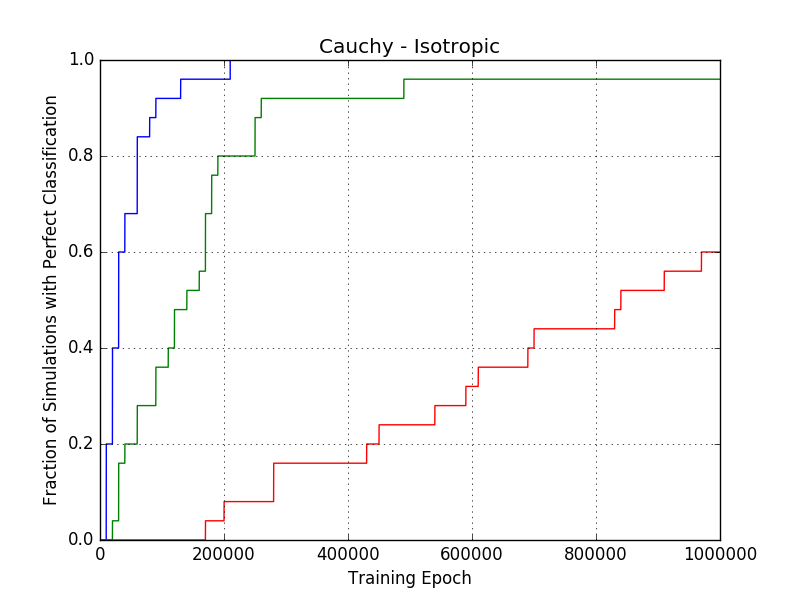 Cauchy - Isotropic
Fraction of Simulations with Perfect Classification
1.0
0.8
0.6
0.4
0.2
0.0
0 200000 400000 600000 800000 1000000
Training Epoch